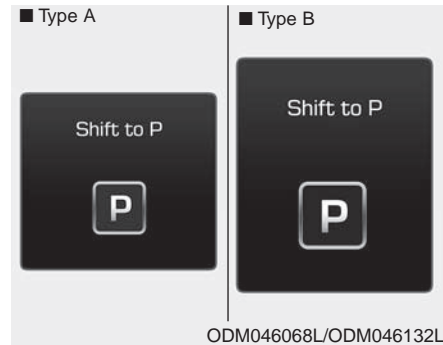 ■ Type A
Shift to P
P
■ Type B
Shift to P
P
ODM046068L/ODM046132L